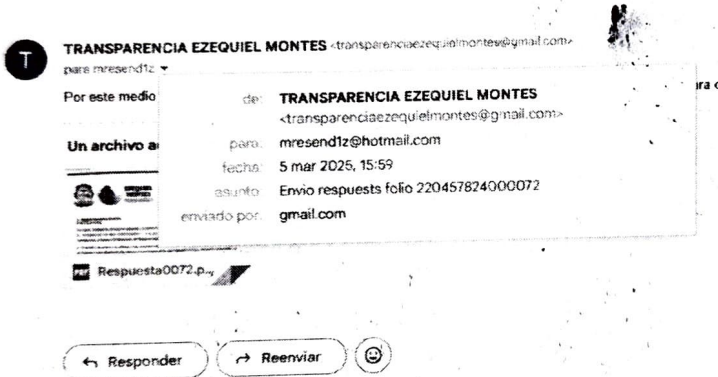 T
TRANSPARENCIA EZEQUIEL MONTES <transparenciaezequielmontes@gmail.com>
para mresend1z
Por este medio
de: TRANSPARENCIA EZEQUIEL MONTES
<transparenciaezequielmontes@gmail.com>
Un archivo a
para: mresend1z@hotmail.com
fecha: 5 mar 2025, 15:59
asunto: Envio respuests folio 220457824000072
enviado por: gmail.com
PDF Respuesta0072.p...
Responder
Reenviar